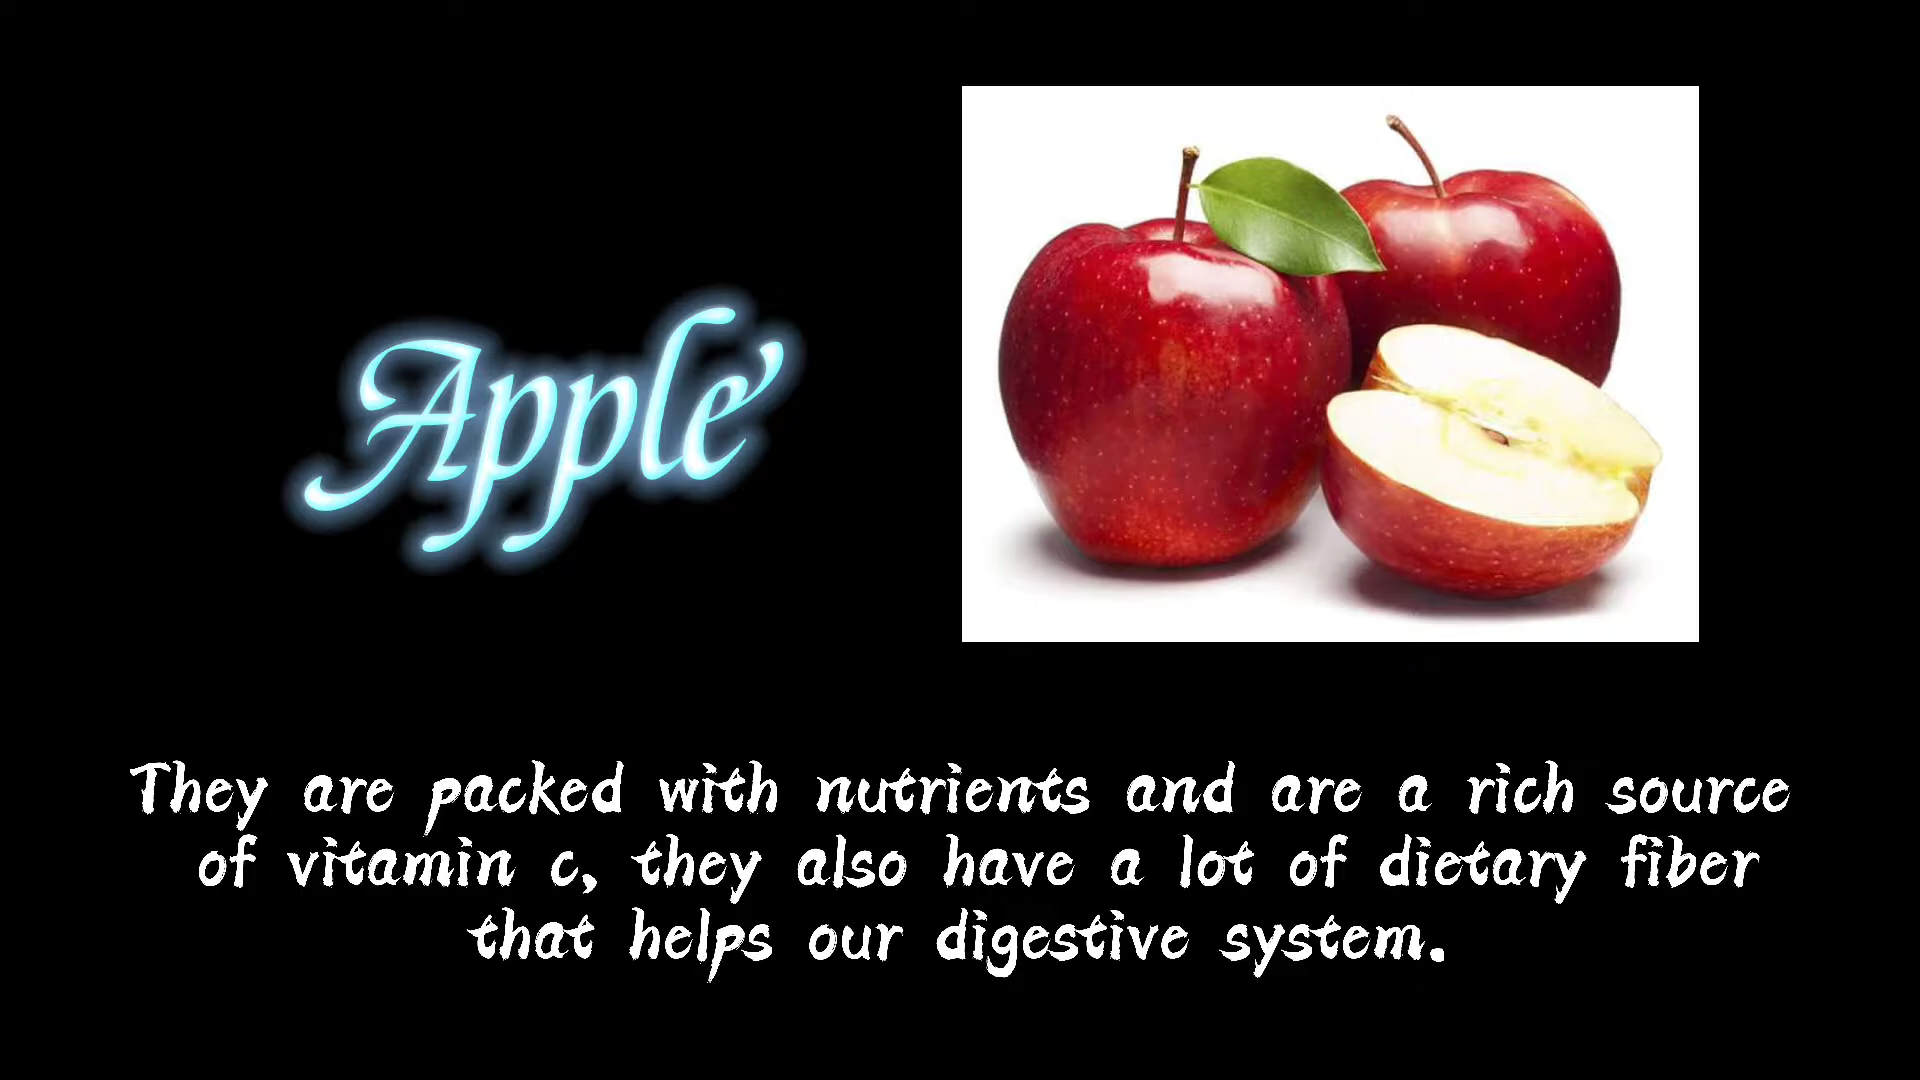 Apple
They are packed with nutrients and are a rich source
of vitamin c, they also have a lot of dietary fiber
that helps our digestive system.